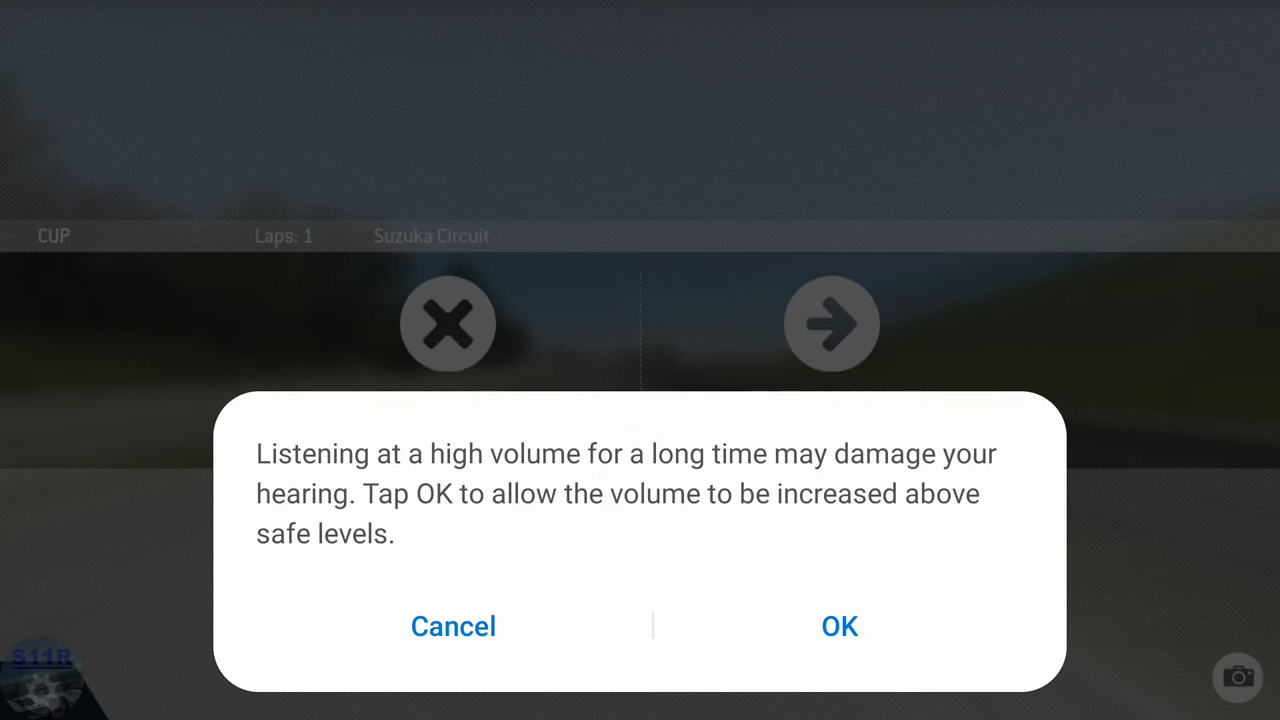 CUP Laps: 1 Suzuka Circuit
Listening at a high volume for a long time may damage your
hearing. Tap OK to allow the volume to be increased above
safe levels.
Cancel OK
S11R